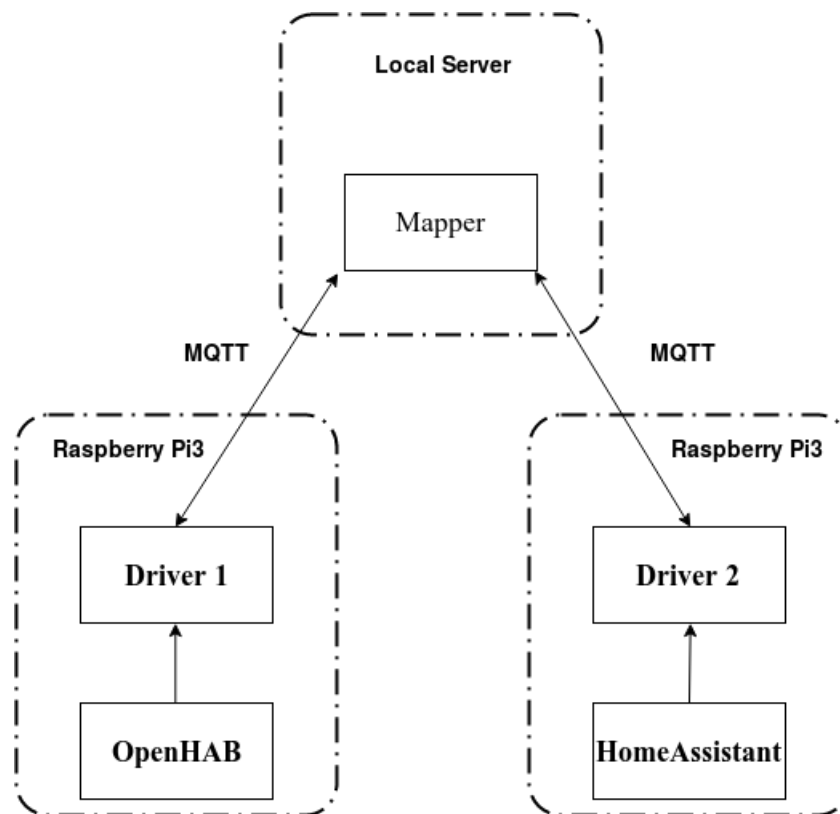 Local Server
Mapper
MQTT
MQTT
Raspberry Pi3
Raspberry Pi3
Driver 1
Driver 2
OpenHAB
HomeAssistant